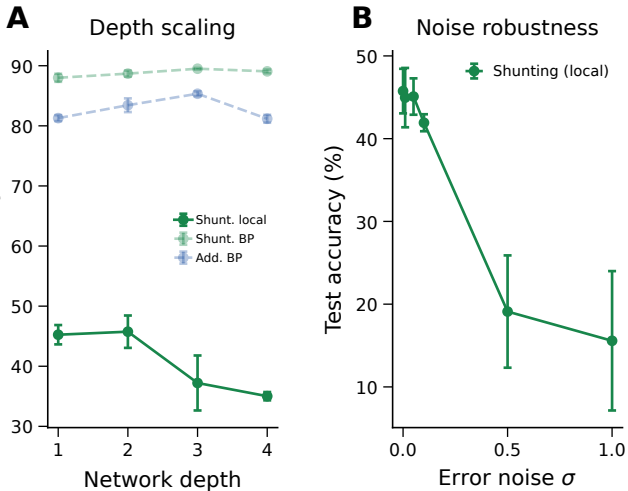 A
Depth scaling
90
80
70
60
50
40
30
1 2 3 4
Network depth
Shunt. local
Shunt. BP
Add. BP
B
Noise robustness
Test accuracy (%)
50
40
30
20
10
0.0 0.5 1.0
Error noise σ
Shunting (local)